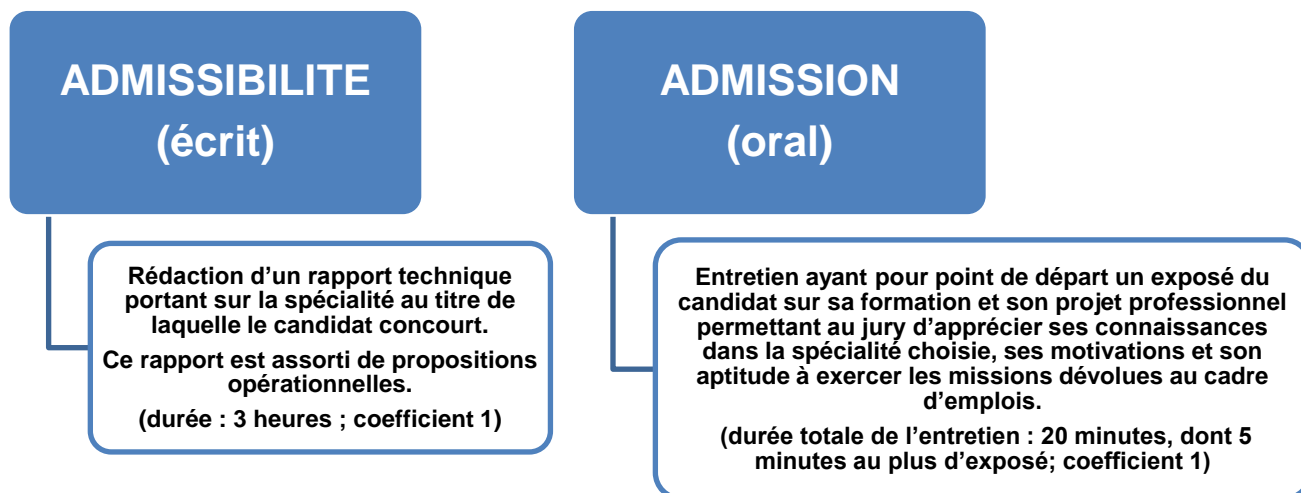 ADMISSIBILITE
(écrit)
Rédaction d’un rapport technique
portant sur la spécialité au titre de
laquelle le candidat concourt.
Ce rapport est assorti de propositions
opérationnelles.
(durée : 3 heures ; coefficient 1)
ADMISSION
(oral)
Entretien ayant pour point de départ un exposé du
candidat sur sa formation et son projet professionnel
permettant au jury d’apprécier ses connaissances
dans la spécialité choisie, ses motivations et son
aptitude à exercer les missions dévolues au cadre
d’emplois.
(durée totale de l’entretien : 20 minutes, dont 5
minutes au plus d’exposé; coefficient 1)